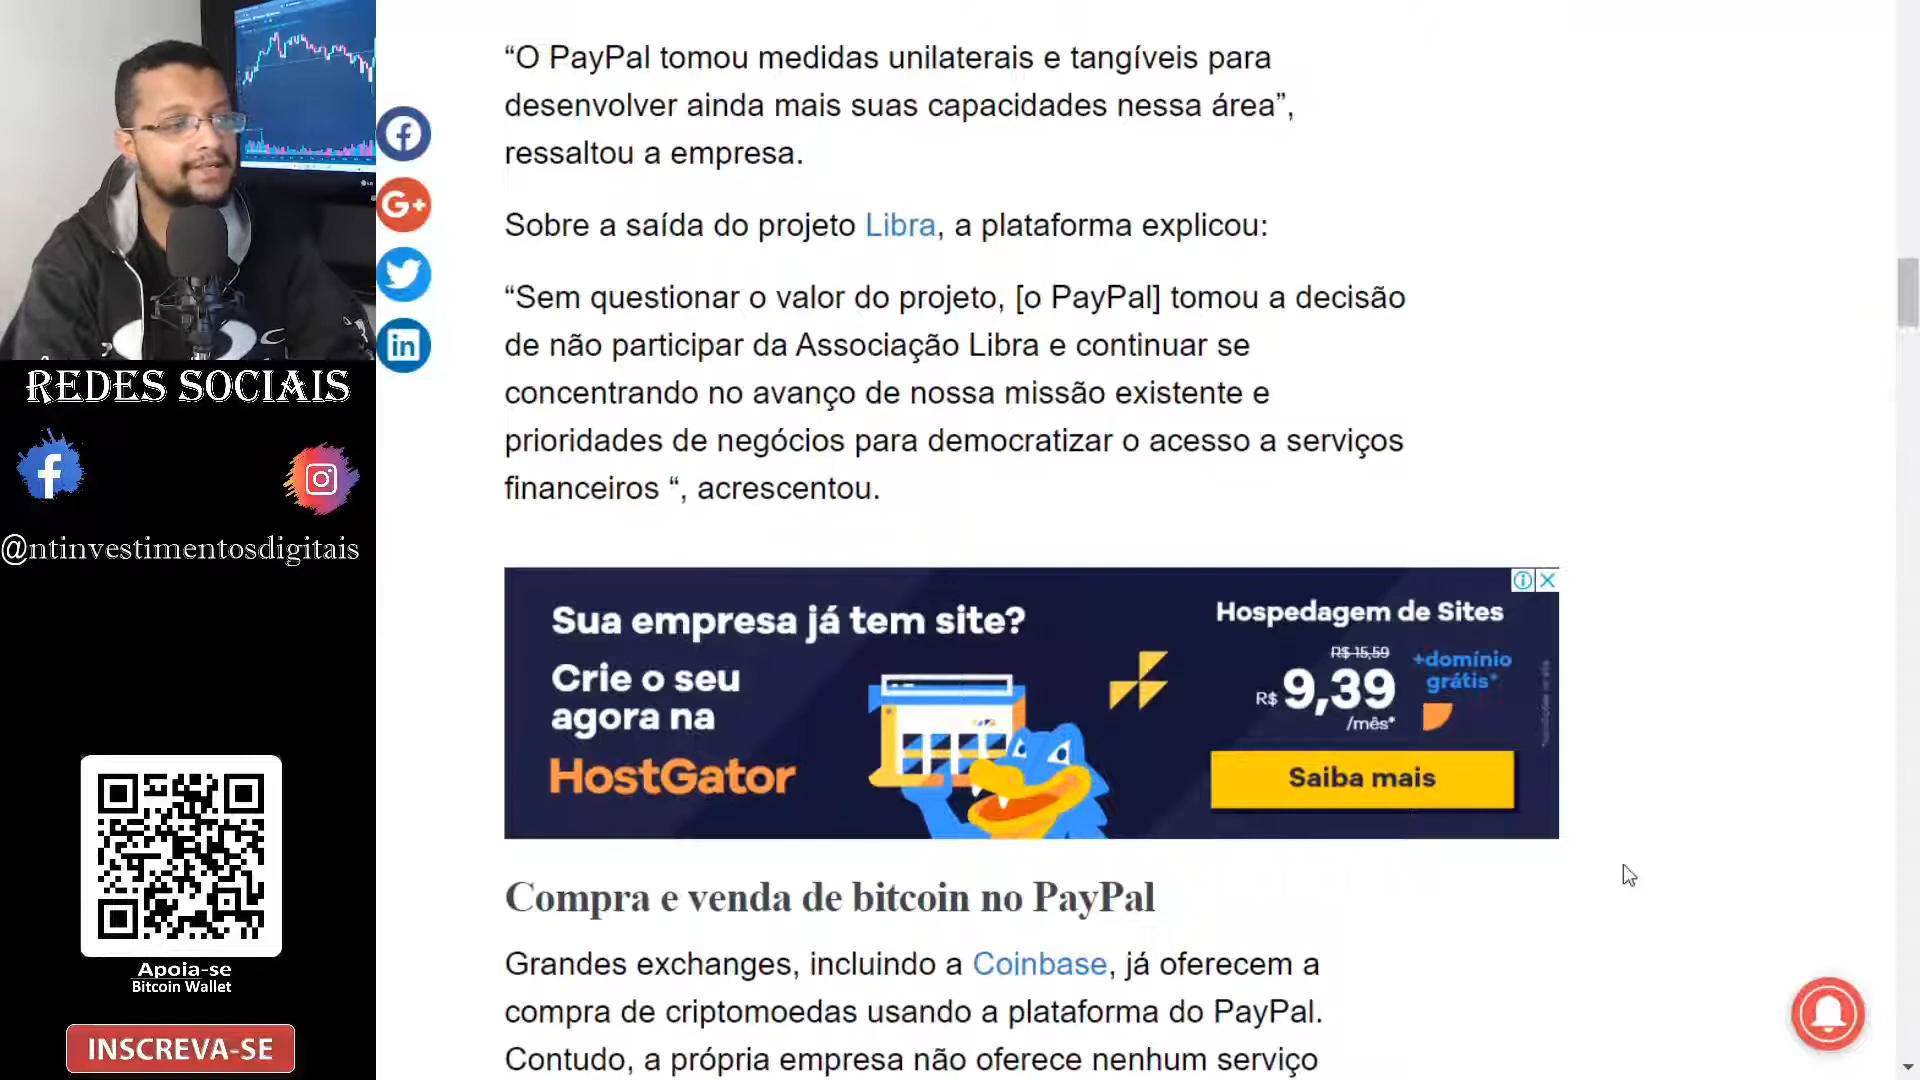 “O PayPal tomou medidas unilaterais e tangíveis para
desenvolver ainda mais suas capacidades nessa área”,
ressaltou a empresa.
Sobre a saída do projeto Libra, a plataforma explicou:
“Sem questionar o valor do projeto, [o PayPal] tomou a decisão
de não participar da Associação Libra e continuar se
concentrando no avanço de nossa missão existente e
prioridades de negócios para democratizar o acesso a serviços
financeiros “, acrescentou.
REDES SOCIAIS
@ntinvestimentosdigitais
Apoia-se
Bitcoin Wallet
INSCREVA-SE
Sua empresa já tem site?
Crie o seu
agora na
HostGator
Hospedagem de Sites
R$ 15,59
R$ 9,39
/mês*
+domínio
grátis*
Saiba mais
Compra e venda de bitcoin no PayPal
Grandes exchanges, incluindo a Coinbase, já oferecem a
compra de criptomoedas usando a plataforma do PayPal.
Contudo, a própria empresa não oferece nenhum serviço